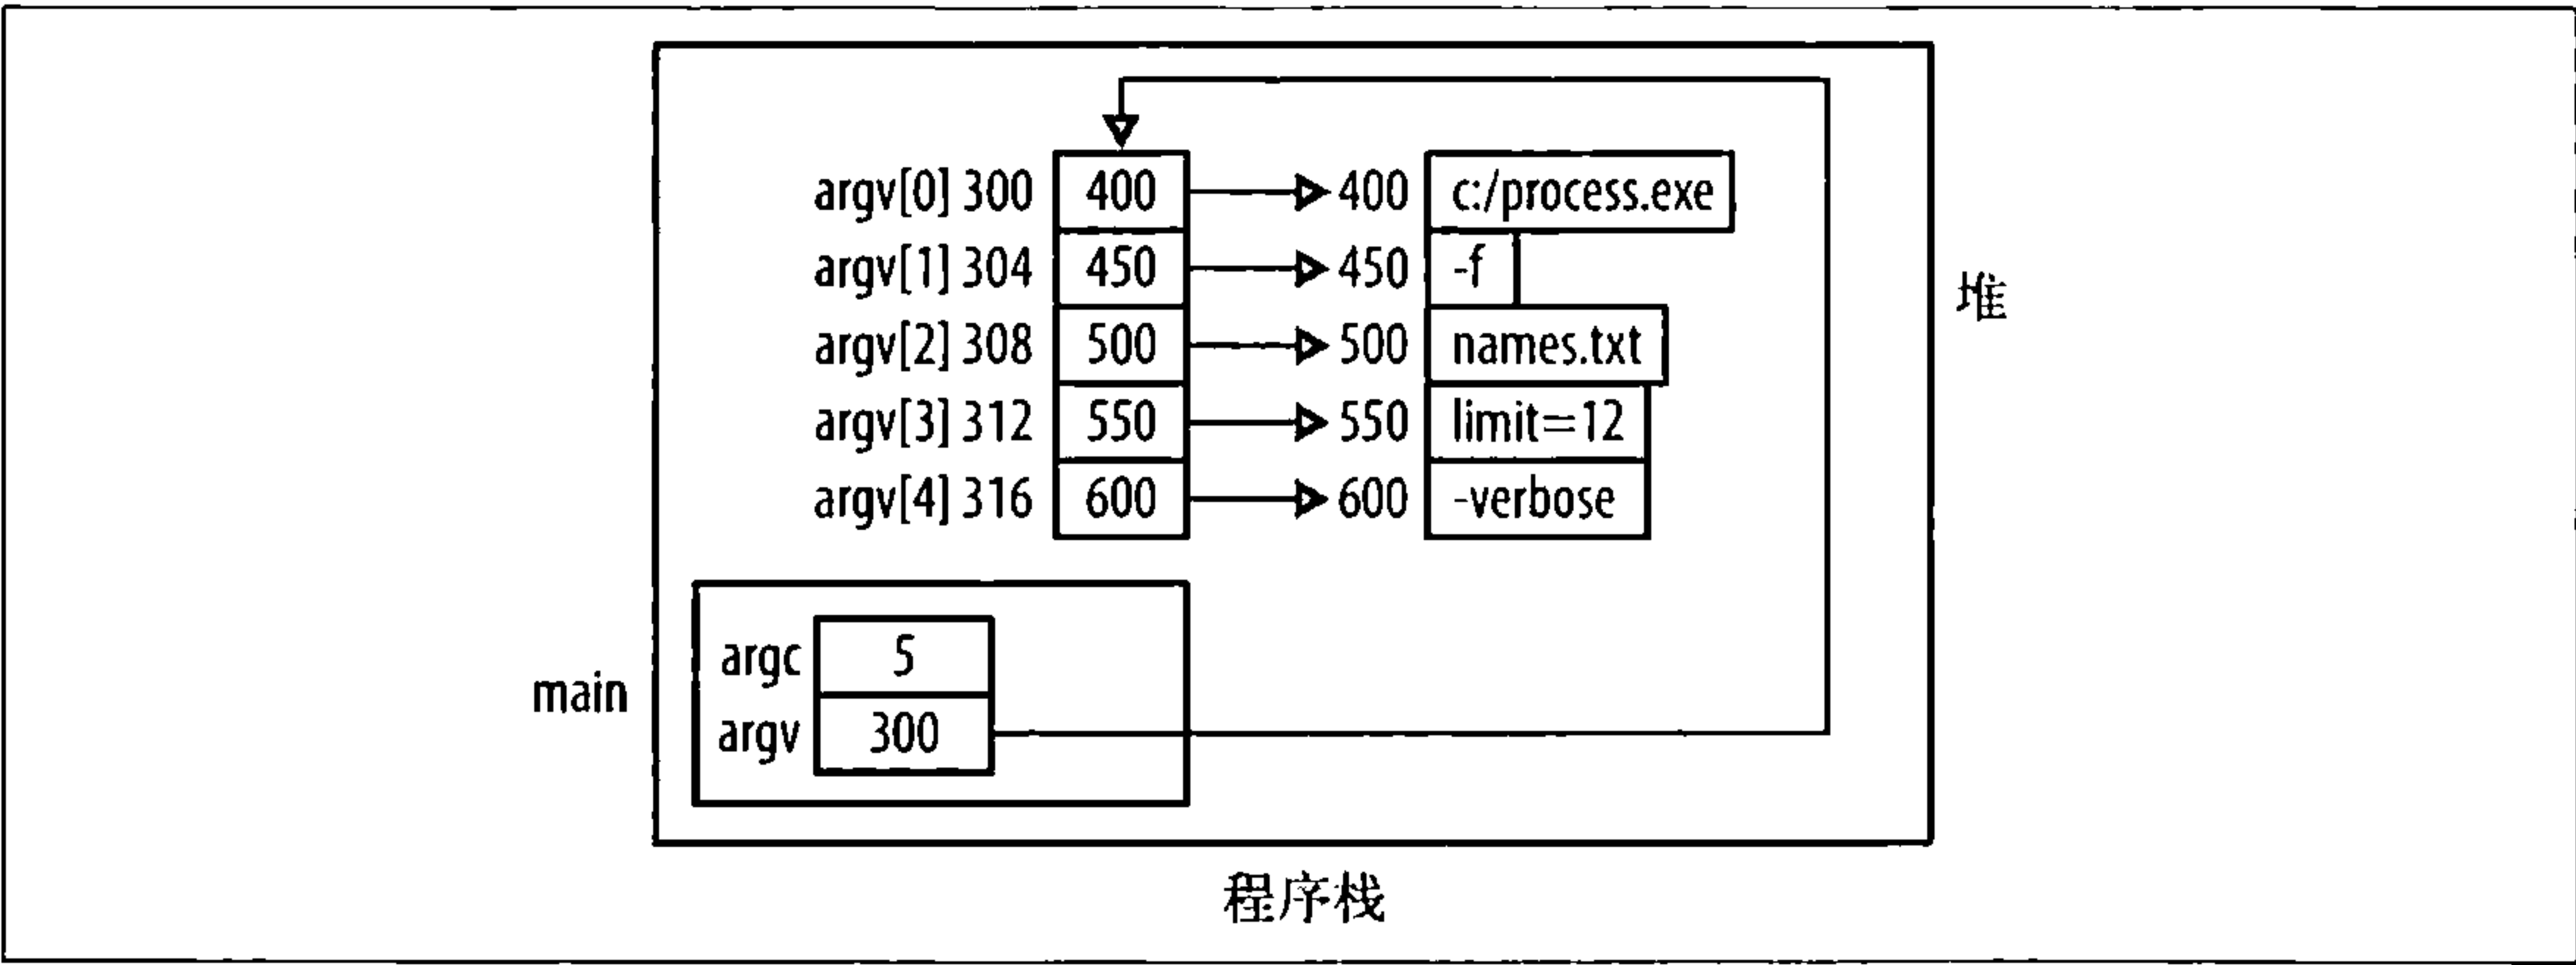 argv[0] 300 400 400 c:/process.exe
argv[1] 304 450 450 -f
堆
argv[2] 308 500 500 names.txt
argv[3] 312 550 550 limit=12
argv[4] 316 600 600 -verbose
argc 5
main
argv 300
程序栈